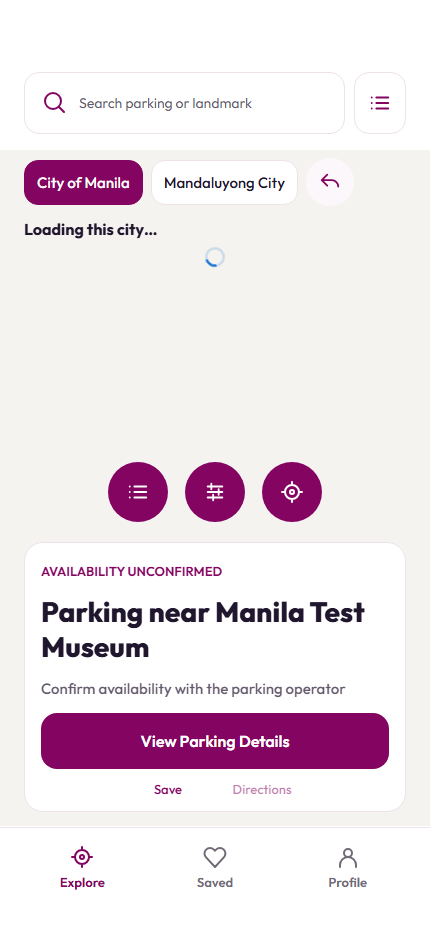 Search parking or landmark
City of Manila
Mandaluyong City
Loading this city...
AVAILABILITY UNCONFIRMED
Parking near Manila Test
Museum
Confirm availability with the parking operator
View Parking Details
Save
Directions
Explore
Saved
Profile